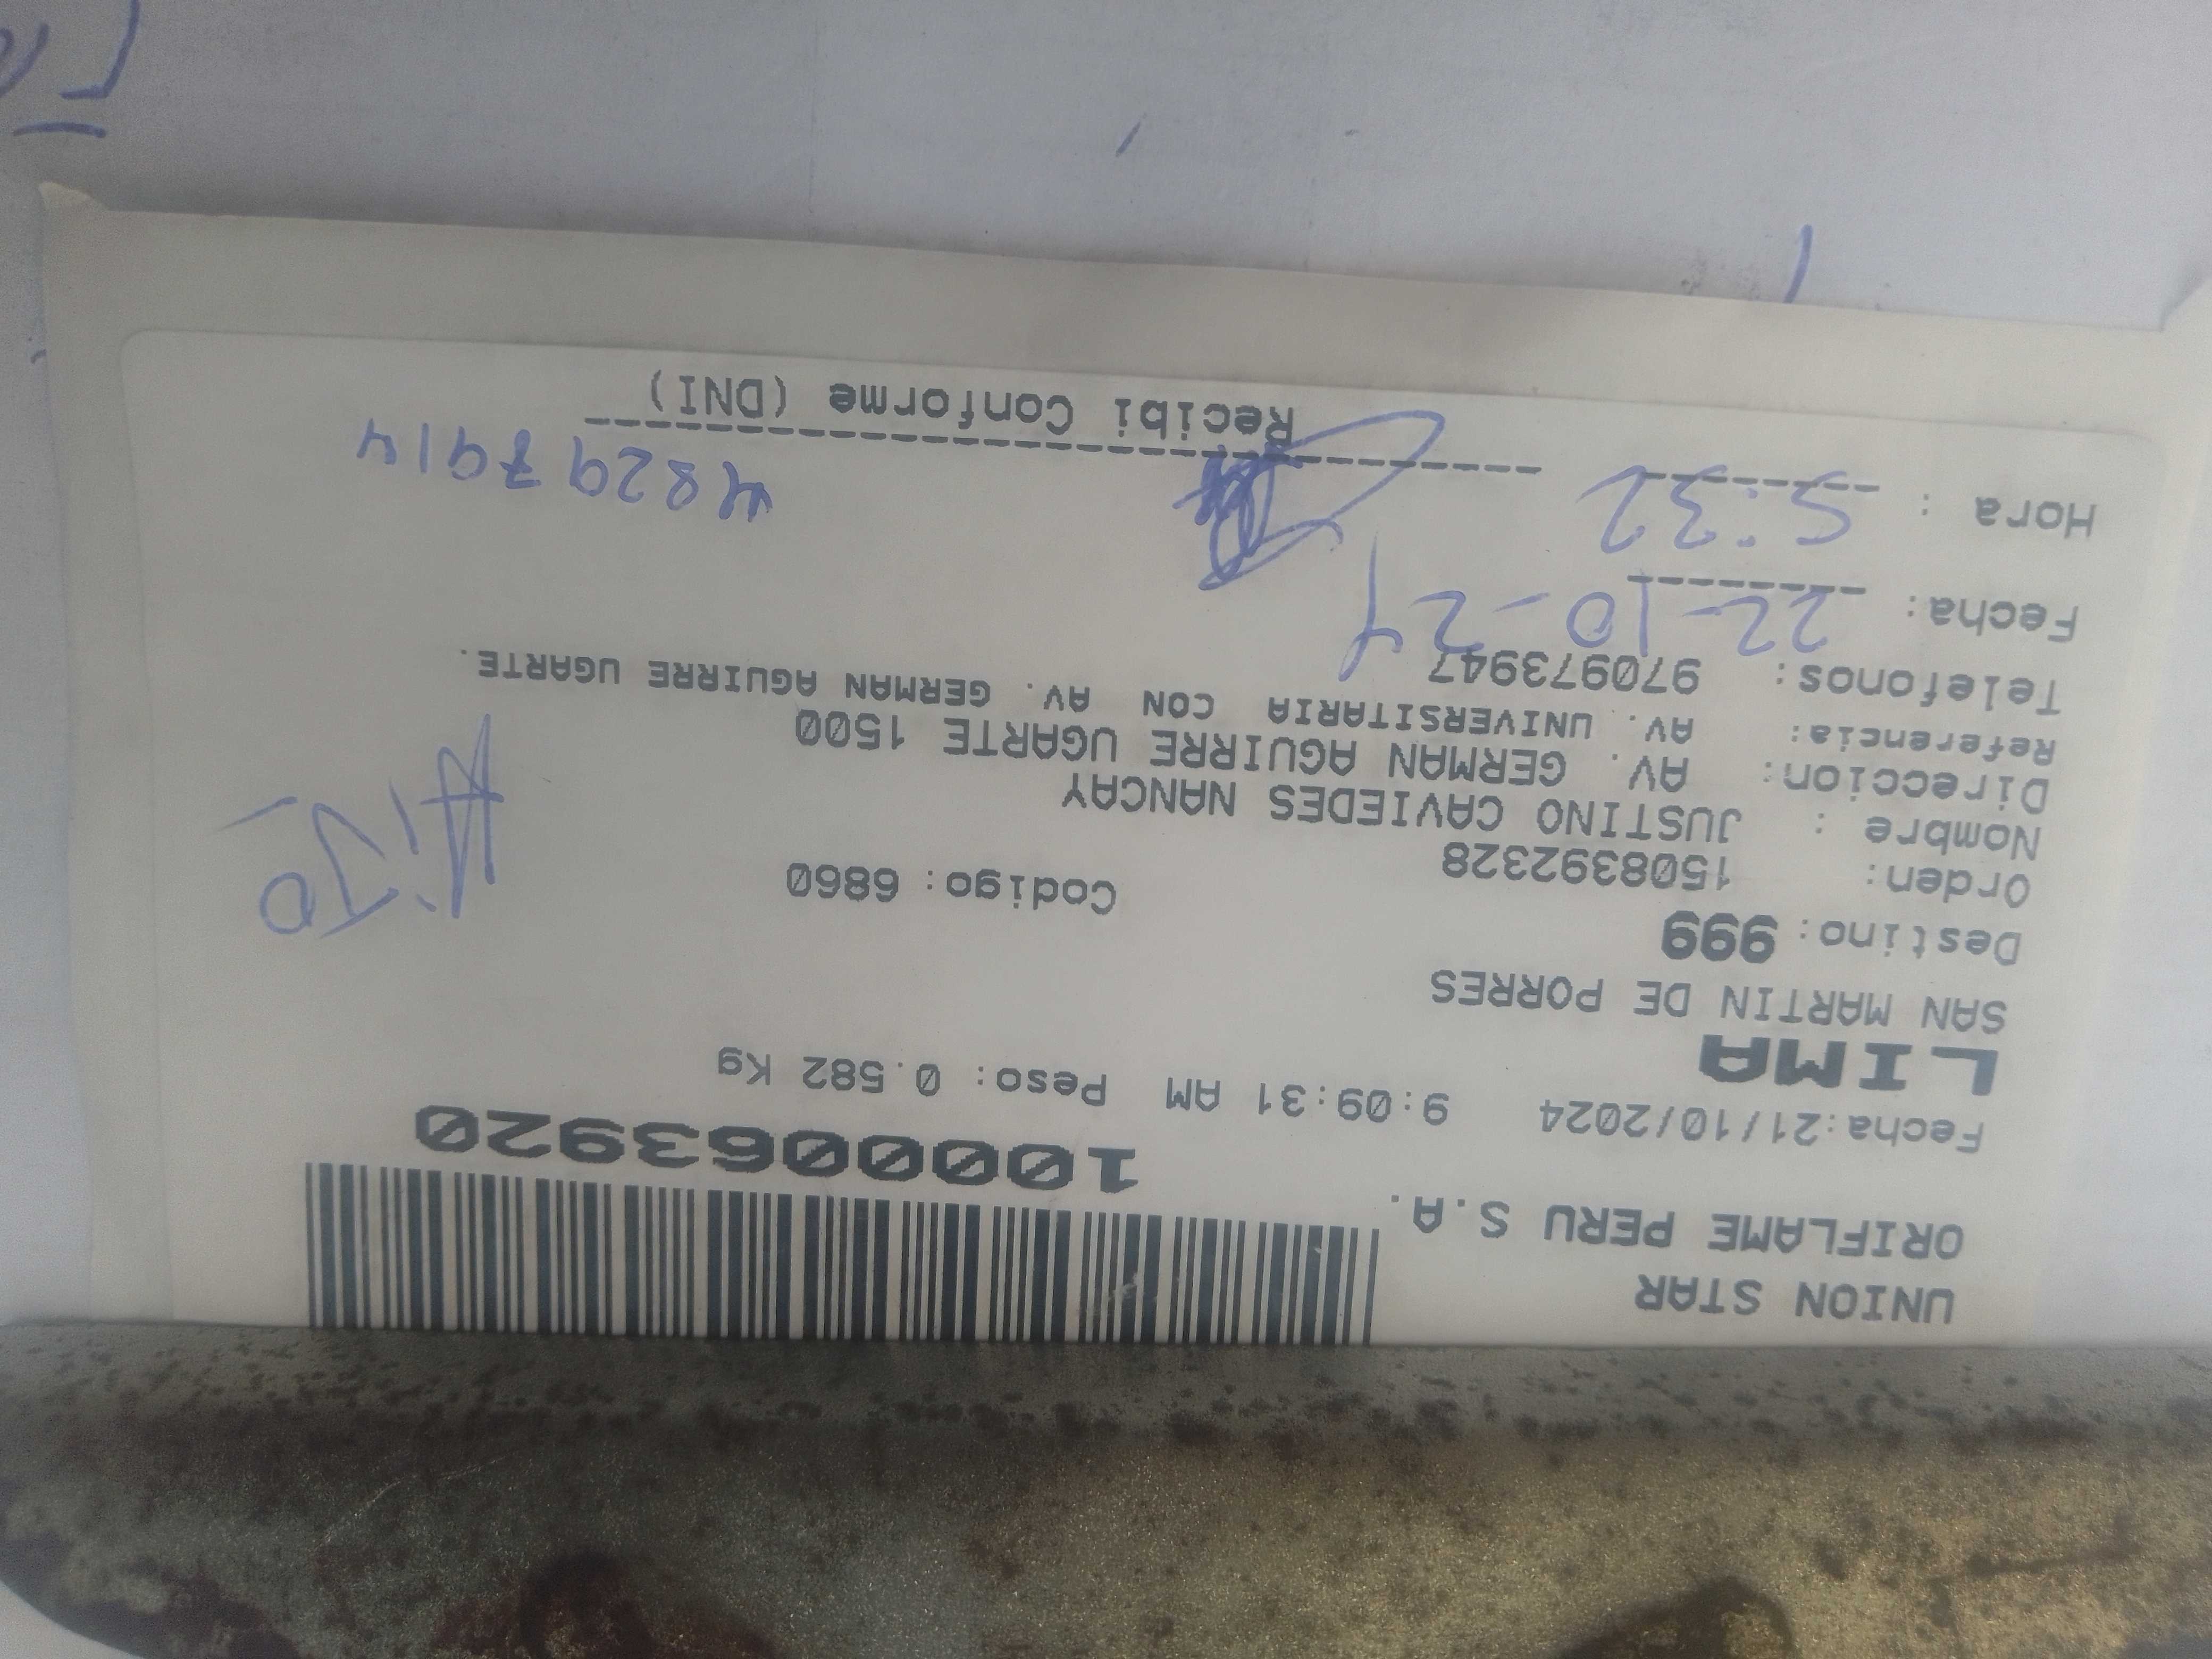 UNION STAR
ORIFLAME PERU S.A.
10000063920
Fecha:21/10/2024 9:09:31 AM Peso: 0.582 Kg
LIMA
SAN MARTIN DE PORRES
Destino: 999
Orden: 1508392328 Codigo: 6860
Nombre : JUSTINO CAVIEDES NANCAY
Direccion: AV. GERMAN AGUIRRE UGARTE 1500
Referencia: AV. UNIVERSITARIA CON AV. GERMAN AGUIRRE UGARTE.
Telefonos: 970973947
Hijo
Fecha: 22-10-24
Hora : 5:32
48297914
Recibi Conforme (DNI)